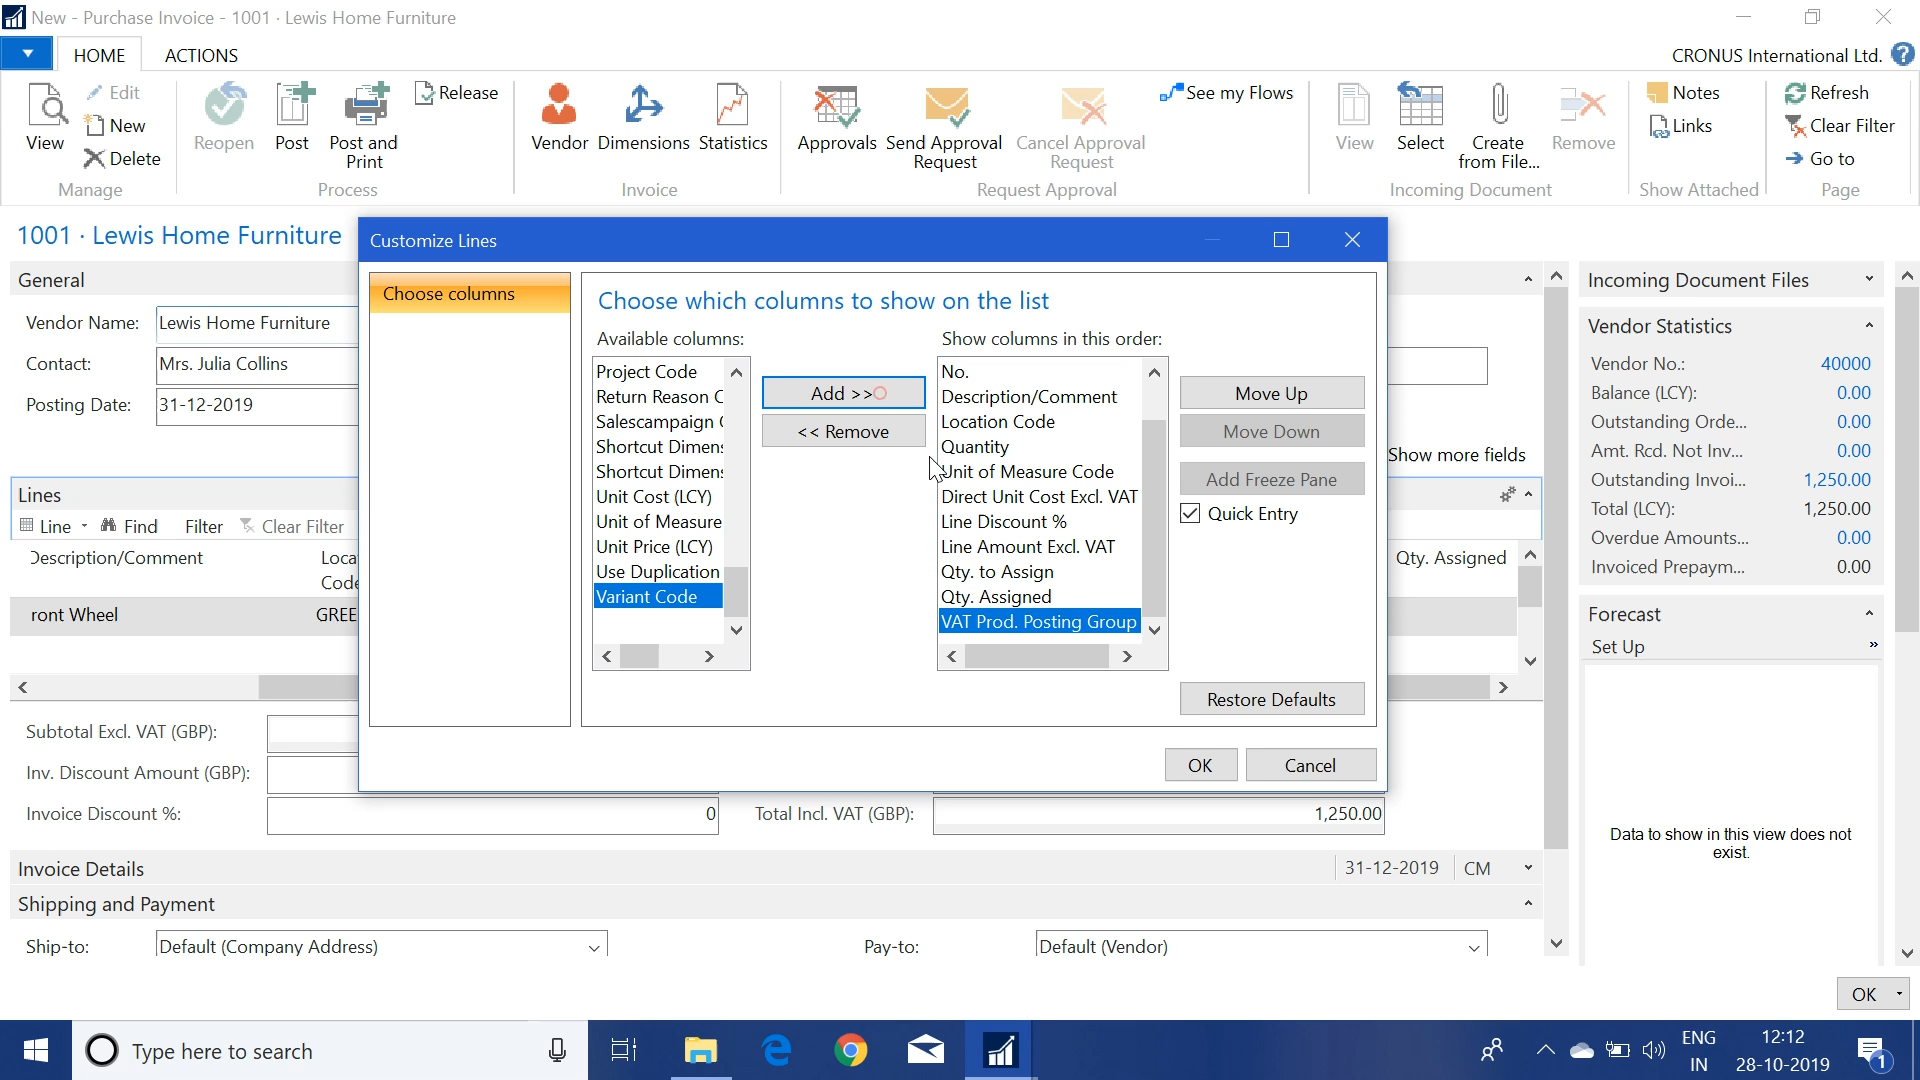 New - Purchase Invoice - 1001 · Lewis Home Furniture
HOME
ACTIONS
CRONUS International Ltd.
View
Edit
New
Delete
Manage
Reopen
Post
Post and
Print
Release
Process
Vendor
Dimensions
Statistics
Invoice
Approvals
Send Approval
Request
Cancel Approval
Request
See my Flows
Request Approval
View
Select
Create
from File...
Remove
Incoming Document
Notes
Links
Show Attached
Refresh
Clear Filter
Go to
Page
1001 · Lewis Home Furniture
General
Vendor Name: Lewis Home Furniture
Contact: Mrs. Julia Collins
Posting Date: 31-12-2019
Show more fields
Lines
Line
Find
Filter
Clear Filter
Description/Comment
Loca
Code
Qty. Assigned
ront Wheel
GREE
Customize Lines
Choose columns
Choose which columns to show on the list
Available columns:
Project Code
Return Reason C
Salescampaign
Shortcut Dimens
Shortcut Dimens
Unit Cost (LCY)
Unit of Measure
Unit Price (LCY)
Use Duplication
Variant Code
Add >>
<< Remove
Show columns in this order:
No.
Description/Comment
Location Code
Quantity
Unit of Measure Code
Direct Unit Cost Excl. VAT
Line Discount %
Line Amount Excl. VAT
Qty. to Assign
Qty. Assigned
VAT Prod. Posting Group
Move Up
Move Down
Add Freeze Pane
Quick Entry
Restore Defaults
OK
Cancel
Subtotal Excl. VAT (GBP):
Inv. Discount Amount (GBP):
Invoice Discount %: 0
Total Incl. VAT (GBP): 1,250.00
Invoice Details
31-12-2019
CM
Shipping and Payment
Ship-to: Default (Company Address)
Pay-to: Default (Vendor)
Incoming Document Files
Vendor Statistics
Vendor No.: 40000
Balance (LCY): 0.00
Outstanding Orde... 0.00
Amt. Rcd. Not Inv... 0.00
Outstanding Invoi... 1,250.00
Total (LCY): 1,250.00
Overdue Amounts... 0.00
Invoiced Prepaym... 0.00
Forecast
Set Up
Data to show in this view does not
exist.
OK
Type here to search
ENG
IN
12:12
28-10-2019
1